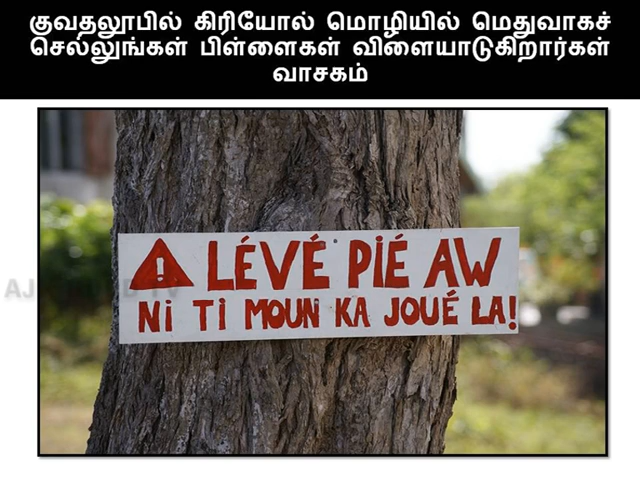 குவதலூபில் கிரியோல் மொழியில் மெதுவாகச்
செல்லுங்கள் பிள்ளைகள் விளையாடுகிறார்கள்
வாசகம்
LÉVÉ PIÉ AW
Ni Ti MOUN KA JOUÉ LA!